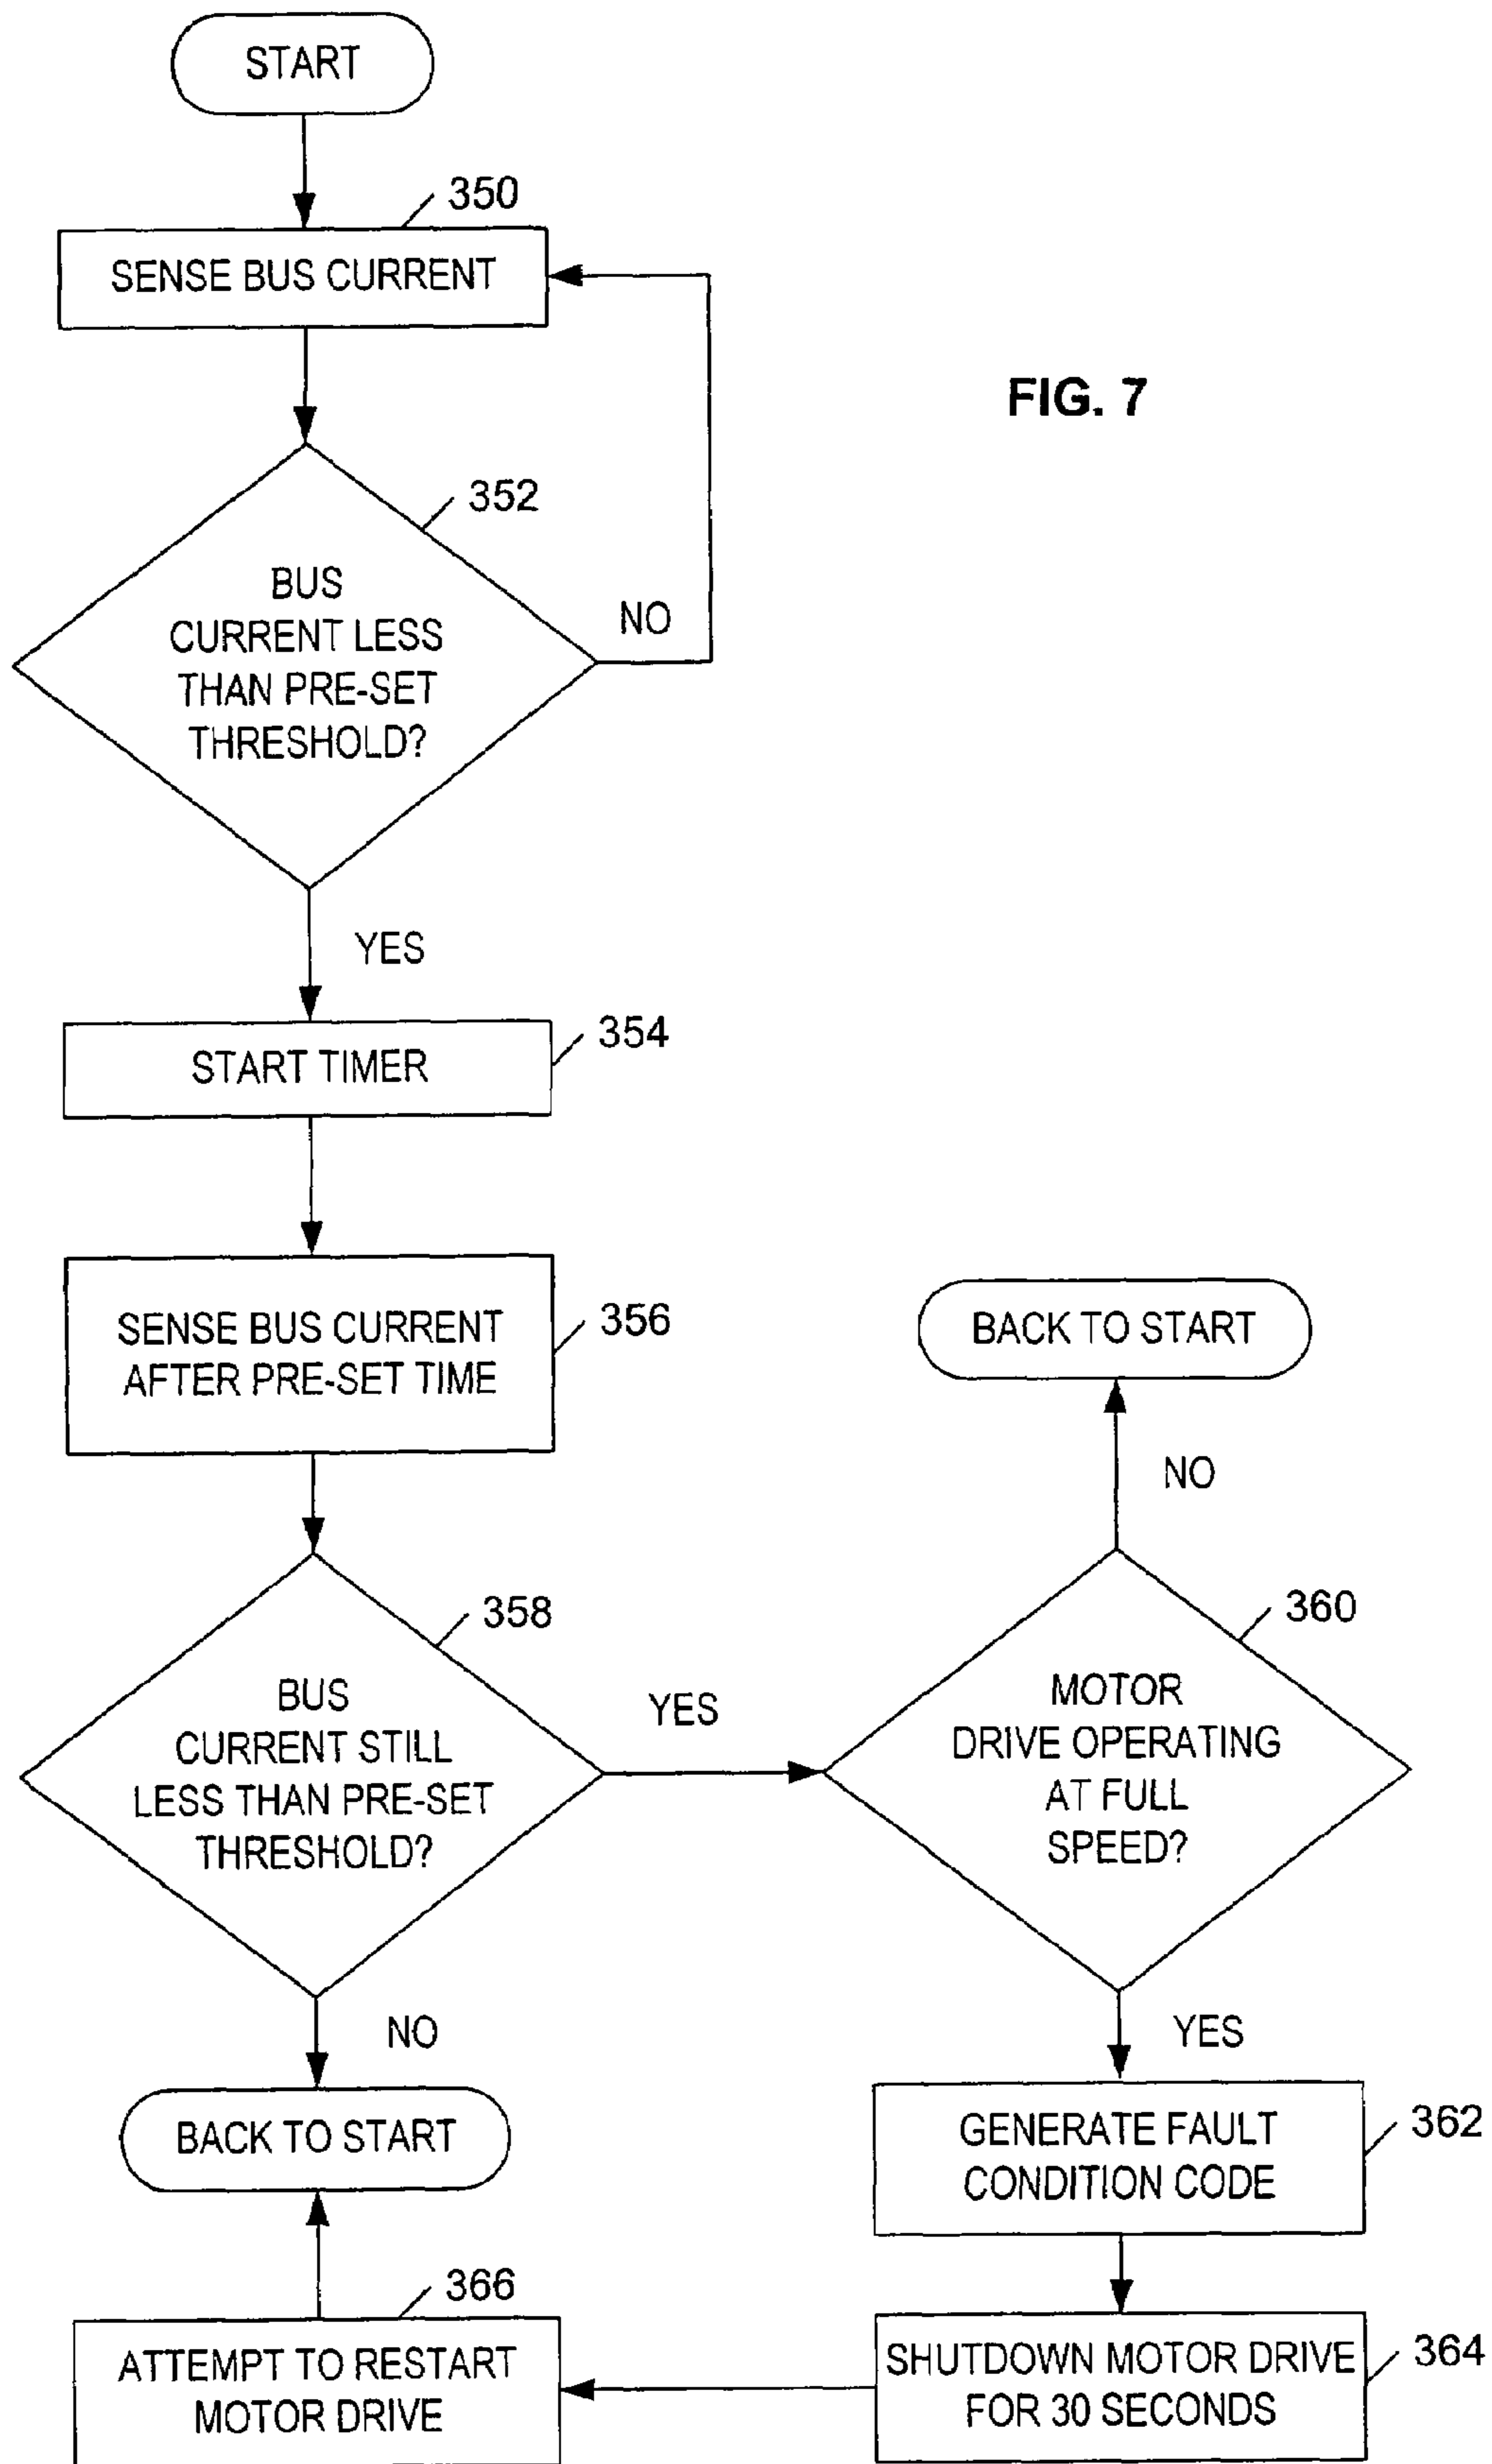 START
350
SENSE BUS CURRENT
FIG. 7
352
BUS
CURRENT LESS
THAN PRE-SET
THRESHOLD?
NO
YES
354
START TIMER
356
SENSE BUS CURRENT
AFTER PRE-SET TIME
BACK TO START
NO
358
360
BUS
CURRENT STILL
LESS THAN PRE-SET
THRESHOLD?
YES
MOTOR
DRIVE OPERATING
AT FULL
SPEED?
NO
YES
BACK TO START
GENERATE FAULT
CONDITION CODE
362
366
ATTEMPT TO RESTART
MOTOR DRIVE
SHUTDOWN MOTOR DRIVE
FOR 30 SECONDS
364